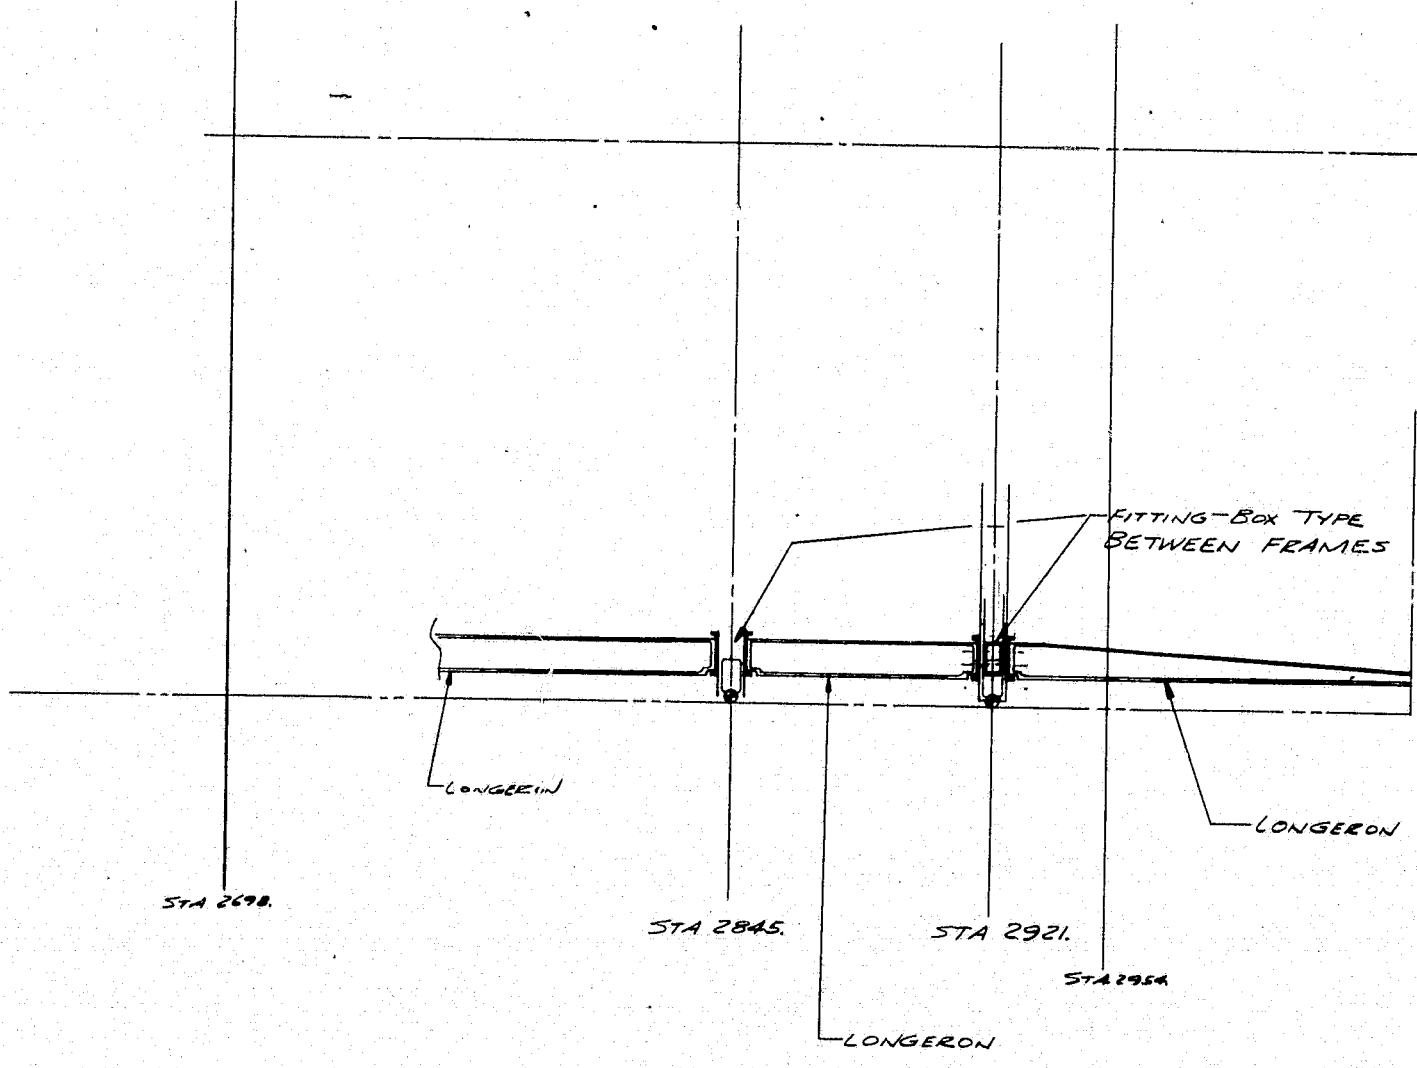 FITTING-BOX TYPE
BETWEEN FRAMES
LONGERON
LONGERON
STA 2698.
STA 2845.
STA 2921.
STA 2954
LONGERON